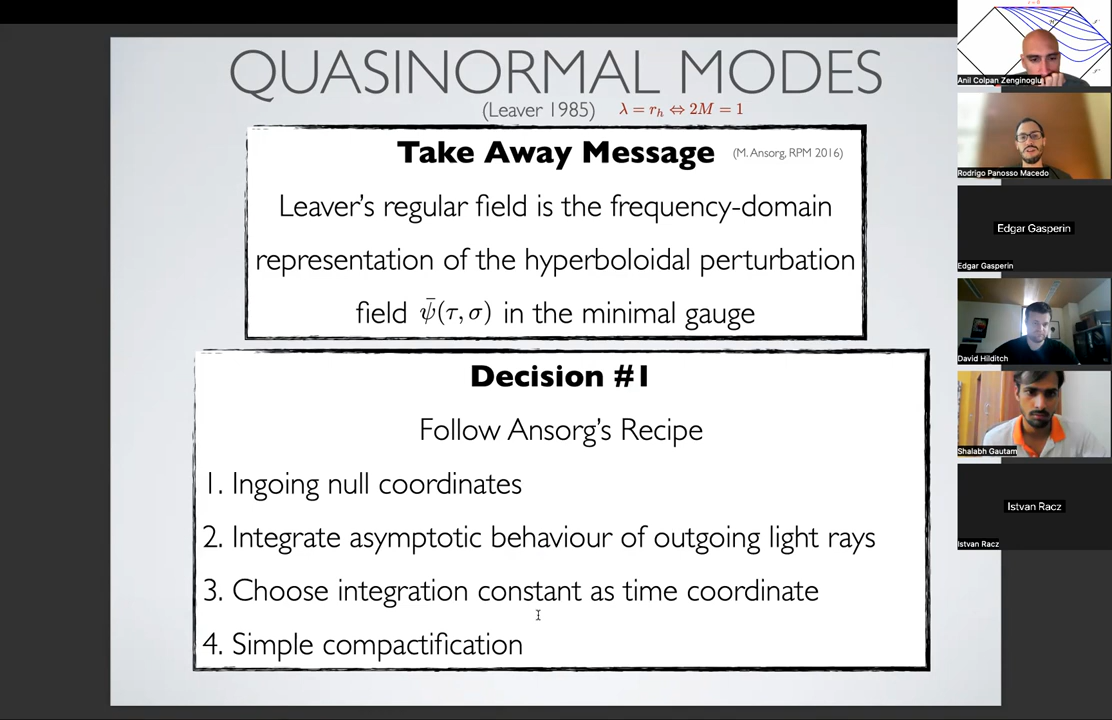 QUASINORMAL MODES
(Leaver 1985) λ = r_h ⇔ 2M = 1
Take Away Message (M. Ansorg, RPM 2016)
Leaver's regular field is the frequency-domain
representation of the hyperboloidal perturbation
field ψ̄(τ, σ) in the minimal gauge
Decision #1
Follow Ansorg's Recipe
1. Ingoing null coordinates
2. Integrate asymptotic behaviour of outgoing light rays
3. Choose integration constant as time coordinate
4. Simple compactification
Anil Colpan Zenginoglu
Rodrigo Panosso Macedo
Edgar Gasperin
Edgar Gasperin
David Hilditch
Shalabh Gautam
Istvan Racz
Istvan Racz